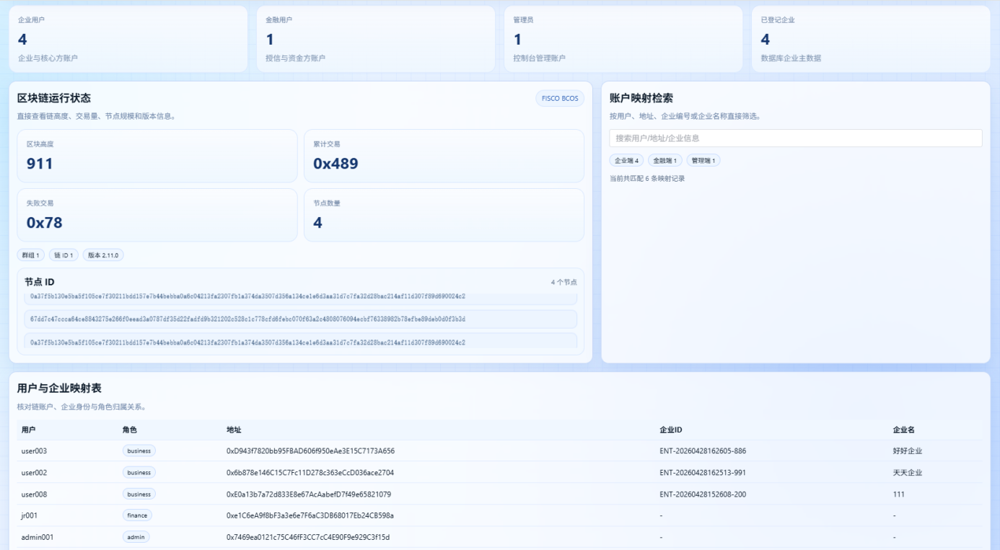 企业用户
4
企业与核心方账户
金融用户
1
授信与资金方账户
管理员
1
控制台管理账户
已登记企业
4
数据库企业主数据
区块链运行状态
FISCO BCOS
直接查看链高度、交易量、节点规模和版本信息。
区块高度
911
累计交易
0x489
失败交易
0x78
节点数量
4
群组 1
链 ID 1
版本 2.11.0
节点 ID
4 个节点
0a37f5b130e5ba5f105ce7f30211bdd157e7b44bebba0a6c04213fa2307fb1a374da3507d356a134ce1e6d3aa31d7c7fa32d28bac214af11d307f89d690024c2
67dd7c47ccca64ce8843275e266f0eead3a0787df35d22fadfd9b321202c528c1c778cfd6febc070f63a2c4808076094ecbf76338982b78efbe89deb0d0f3b3d
0a37f5b130e5ba5f105ce7f30211bdd157e7b44bebba0a6c04213fa2307fb1a374da3507d356a134ce1e6d3aa31d7c7fa32d28bac214af11d307f89d690024c2
账户映射检索
按用户、地址、企业编号或企业名称直接筛选。
搜索用户/地址/企业信息
企业端 4
金融端 1
管理端 1
当前共匹配 6 条映射记录
用户与企业映射表
核对链账户、企业身份与角色归属关系。
用户 角色 地址 企业ID 企业名
user003 business 0xD943f7820bb95FBAD606f950eAe3E15C7173A656 ENT-20260428162605-886 好好企业
user002 business 0x6b878e146C15C7Fc11D278c363eCcD036ace2704 ENT-20260428162513-991 天天企业
user008 business 0xE0a13b7a72d833E8e67AcAabefD7f49e65821079 ENT-20260428152608-200 111
jr001 finance 0xe1C6eA9f8bF3a3e6e7F6aC3DB68017Eb24CB598a - -
admin001 admin 0x7469ea0121c75C46fF3CC7cC4E90F9e929C3f15d - -